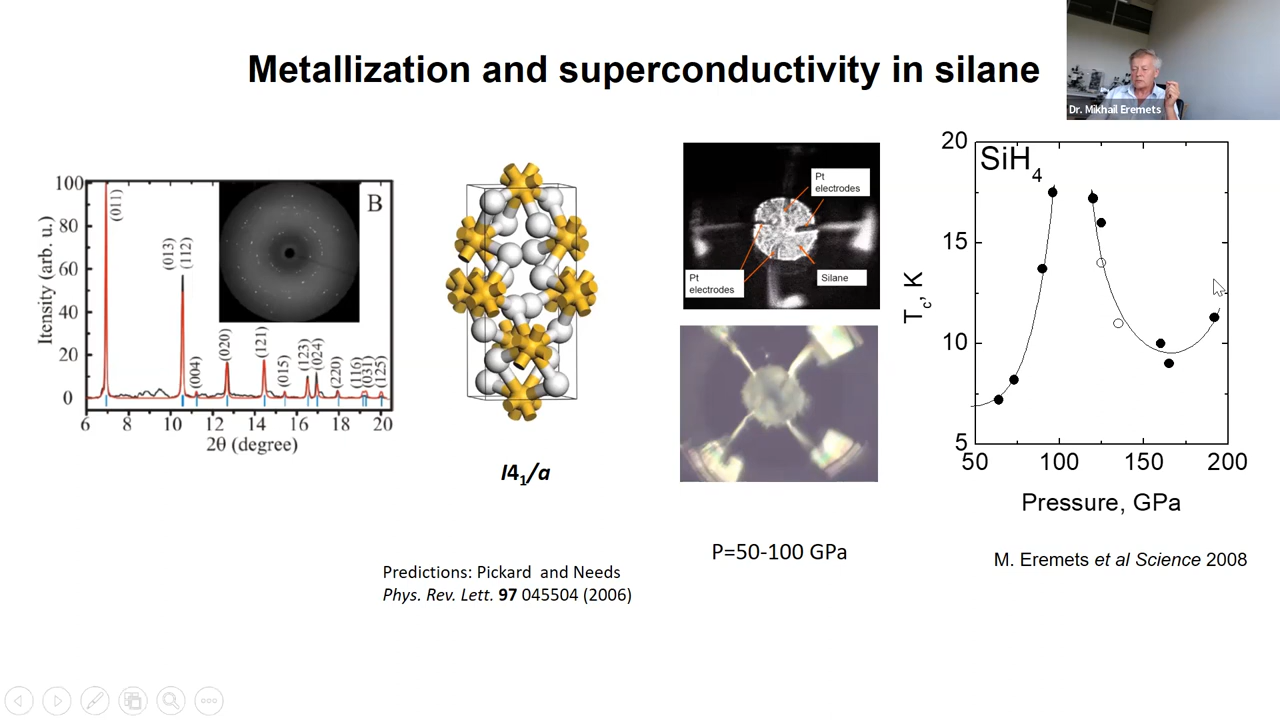 Metallization and superconductivity in silane
Dr. Mikhail Eremets
100
80
60
40
20
0
Itensity (arb. u.)
(011)
(013)
(112)
(004)
(020)
(121)
(015)
(123)
(024)
(220)
(116)
(031)
(125)
B
6 8 10 12 14 16 18 20
2θ (degree)
I4₁/a
Predictions: Pickard and Needs
Phys. Rev. Lett. 97 045504 (2006)
Pt
electrodes
Pt
electrodes
Silane
P=50-100 GPa
SiH₄
20
15
10
5
T_c, K
50 100 150 200
Pressure, GPa
M. Eremets et al Science 2008